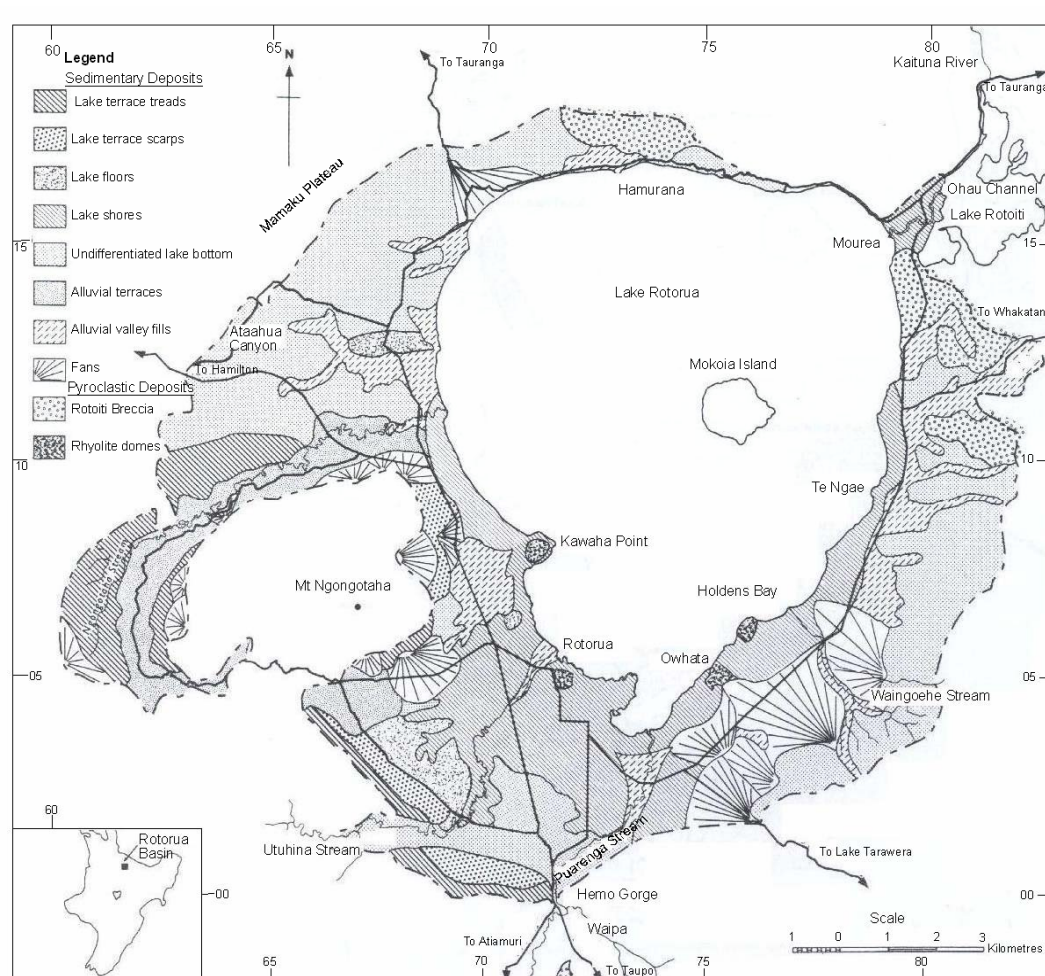 60
65
70
75
80
Legend
Sedimentary Deposits
Lake terrace treads
Lake terrace scarps
Lake floors
Lake shores
Undifferentiated lake bottom
Alluvial terraces
Alluvial valley fills
Fans
Pyroclastic Deposits
Rotoiti Breccia
Rhyolite domes
N
To Tauranga
Kaituna River
To Tauranga
Mamaku Plateau
Hamurana
Ohau Channel
Lake Rotoiti
Mourea
15
15
Lake Rotorua
To Whakatan
Ataahua
Canyon
To Hamilton
Mokoia Island
10
10
Te Ngae
Kawaha Point
Ngongotaha Stream
Mt Ngongotaha
Holdens Bay
Rotorua
Owhata
05
05
Waingoehe Stream
60
Rotorua
Basin
Utuhina Stream
Puarenga Stream
To Lake Tarawera
00
00
Hemo Gorge
Waipa
Scale
1 0 1 2 3
Kilometres
To Atiamuri
To Taupo
65
70
75